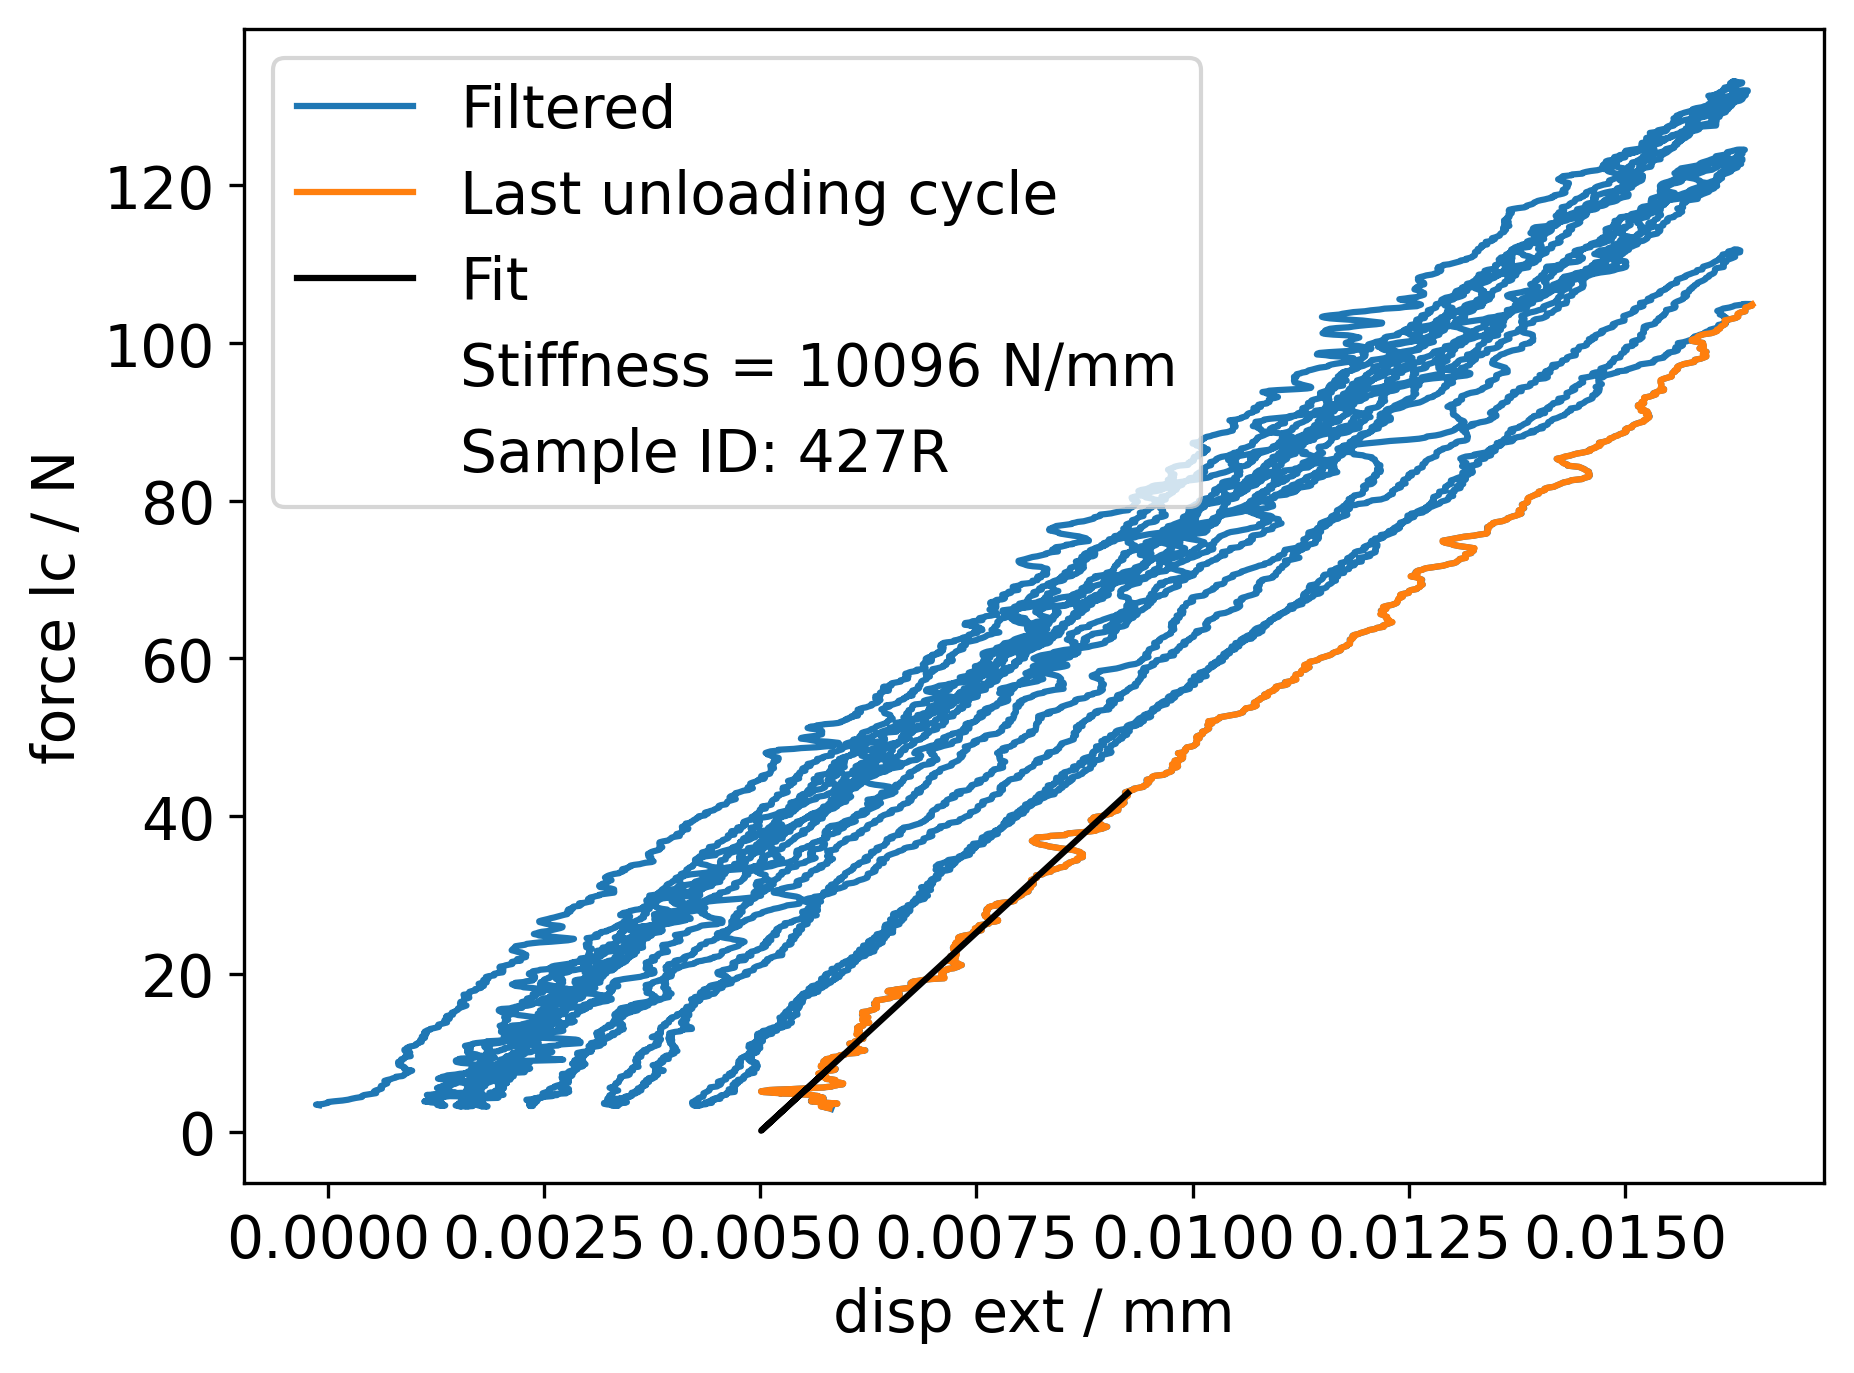 Filtered
Last unloading cycle
Fit
Stiffness = 10096 N/mm
Sample ID: 427R
force lc / N
120
100
80
60
40
20
0
0.0000 0.0025 0.0050 0.0075 0.0100 0.0125 0.0150
disp ext / mm